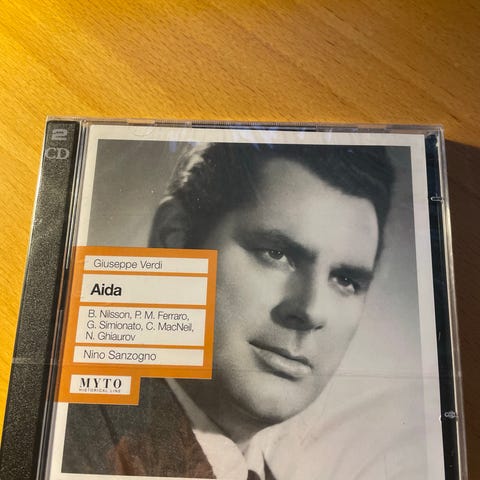 2
CD
Giuseppe Verdi
Aida
B. Nilsson, P. M. Ferraro,
G. Simionato, C. MacNeil,
N. Ghiaurov
Nino Sanzogno
MYTO
HISTORICAL LINE